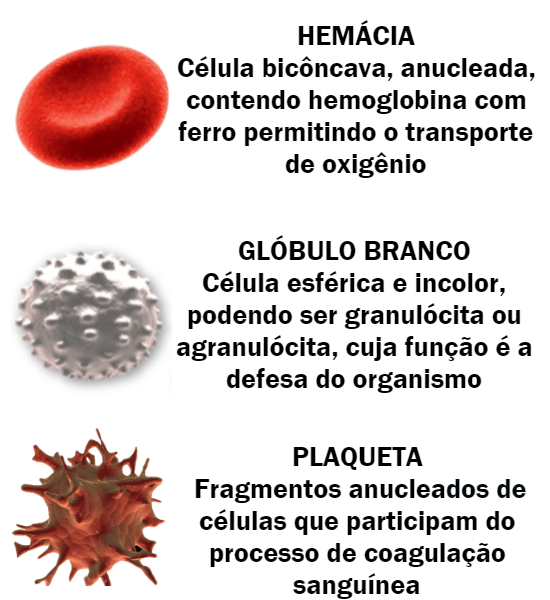 HEMÁCIA
Célula bicôncava, anucleada,
contendo hemoglobina com
ferro permitindo o transporte
de oxigênio
GLÓBULO BRANCO
Célula esférica e incolor,
podendo ser granulócita ou
agranulócita, cuja função é a
defesa do organismo
PLAQUETA
Fragmentos anucleados de
células que participam do
processo de coagulação
sanguínea